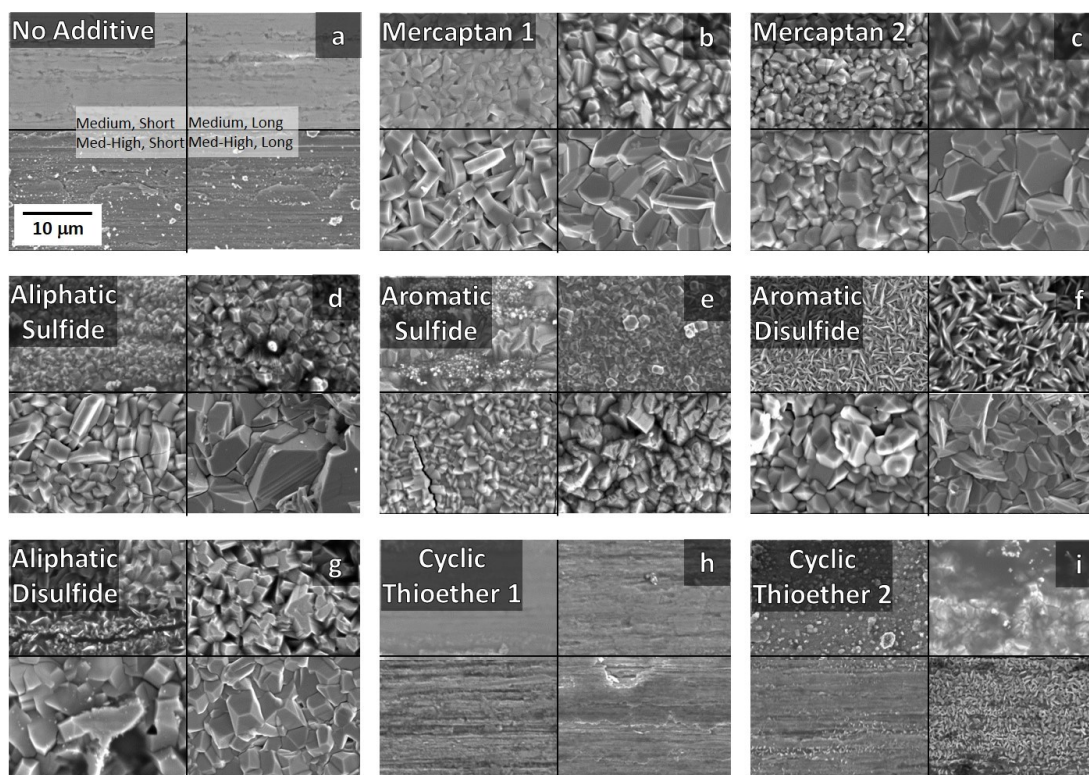 No Additive
a
Medium, Short
Medium, Long
Med-High, Short
Med-High, Long
10 µm
Mercaptan 1
b
Mercaptan 2
c
Aliphatic
Sulfide
d
Aromatic
Sulfide
e
Aromatic
Disulfide
f
Aliphatic
Disulfide
g
Cyclic
Thioether 1
h
Cyclic
Thioether 2
i